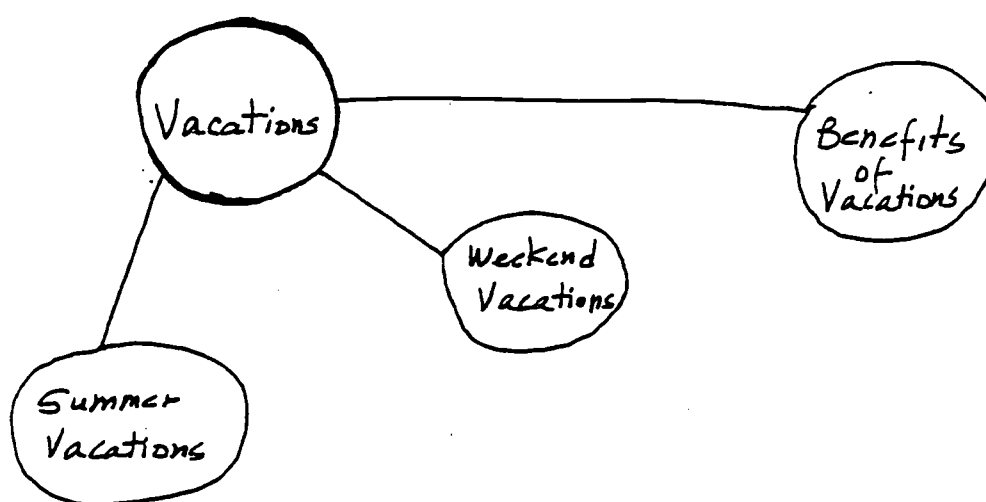 Vacations
Benefits
of
Vacations
Weekend
Vacations
Summer
Vacations